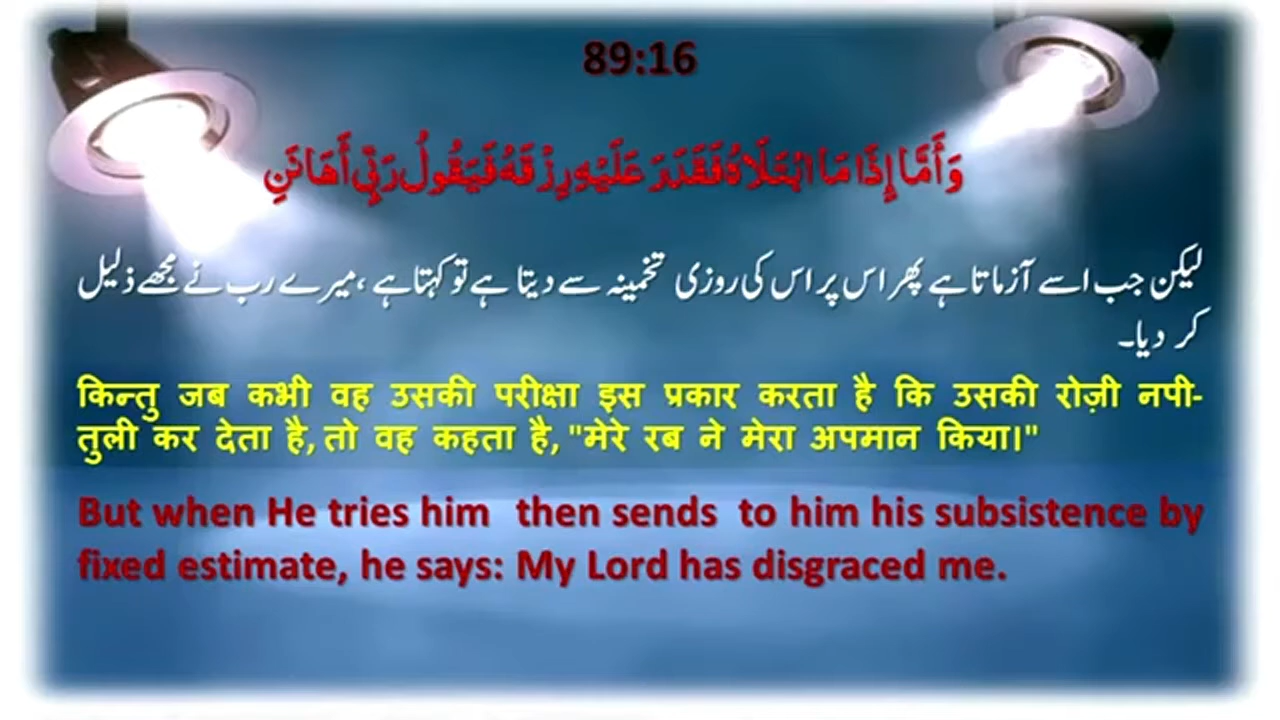 89:16
وَأَمَّا إِذَا مَا ابْتَلَاهُ فَقَدَرَ عَلَيْهِ رِزْقَهُ فَيَقُولُ رَبِّي أَهَانَنِ
لیکن جب اسے آزماتا ہے پھر اس پر اس کی روزی تخمینہ سے دیتا ہے تو کہتا ہے ،میرے رب نے مجھے ذلیل
کر دیا۔
किन्तु जब कभी वह उसकी परीक्षा इस प्रकार करता है कि उसकी रोज़ी नपी-
तुली कर देता है, तो वह कहता है, "मेरे रब ने मेरा अपमान किया।"
But when He tries him then sends to him his subsistence by
fixed estimate, he says: My Lord has disgraced me.